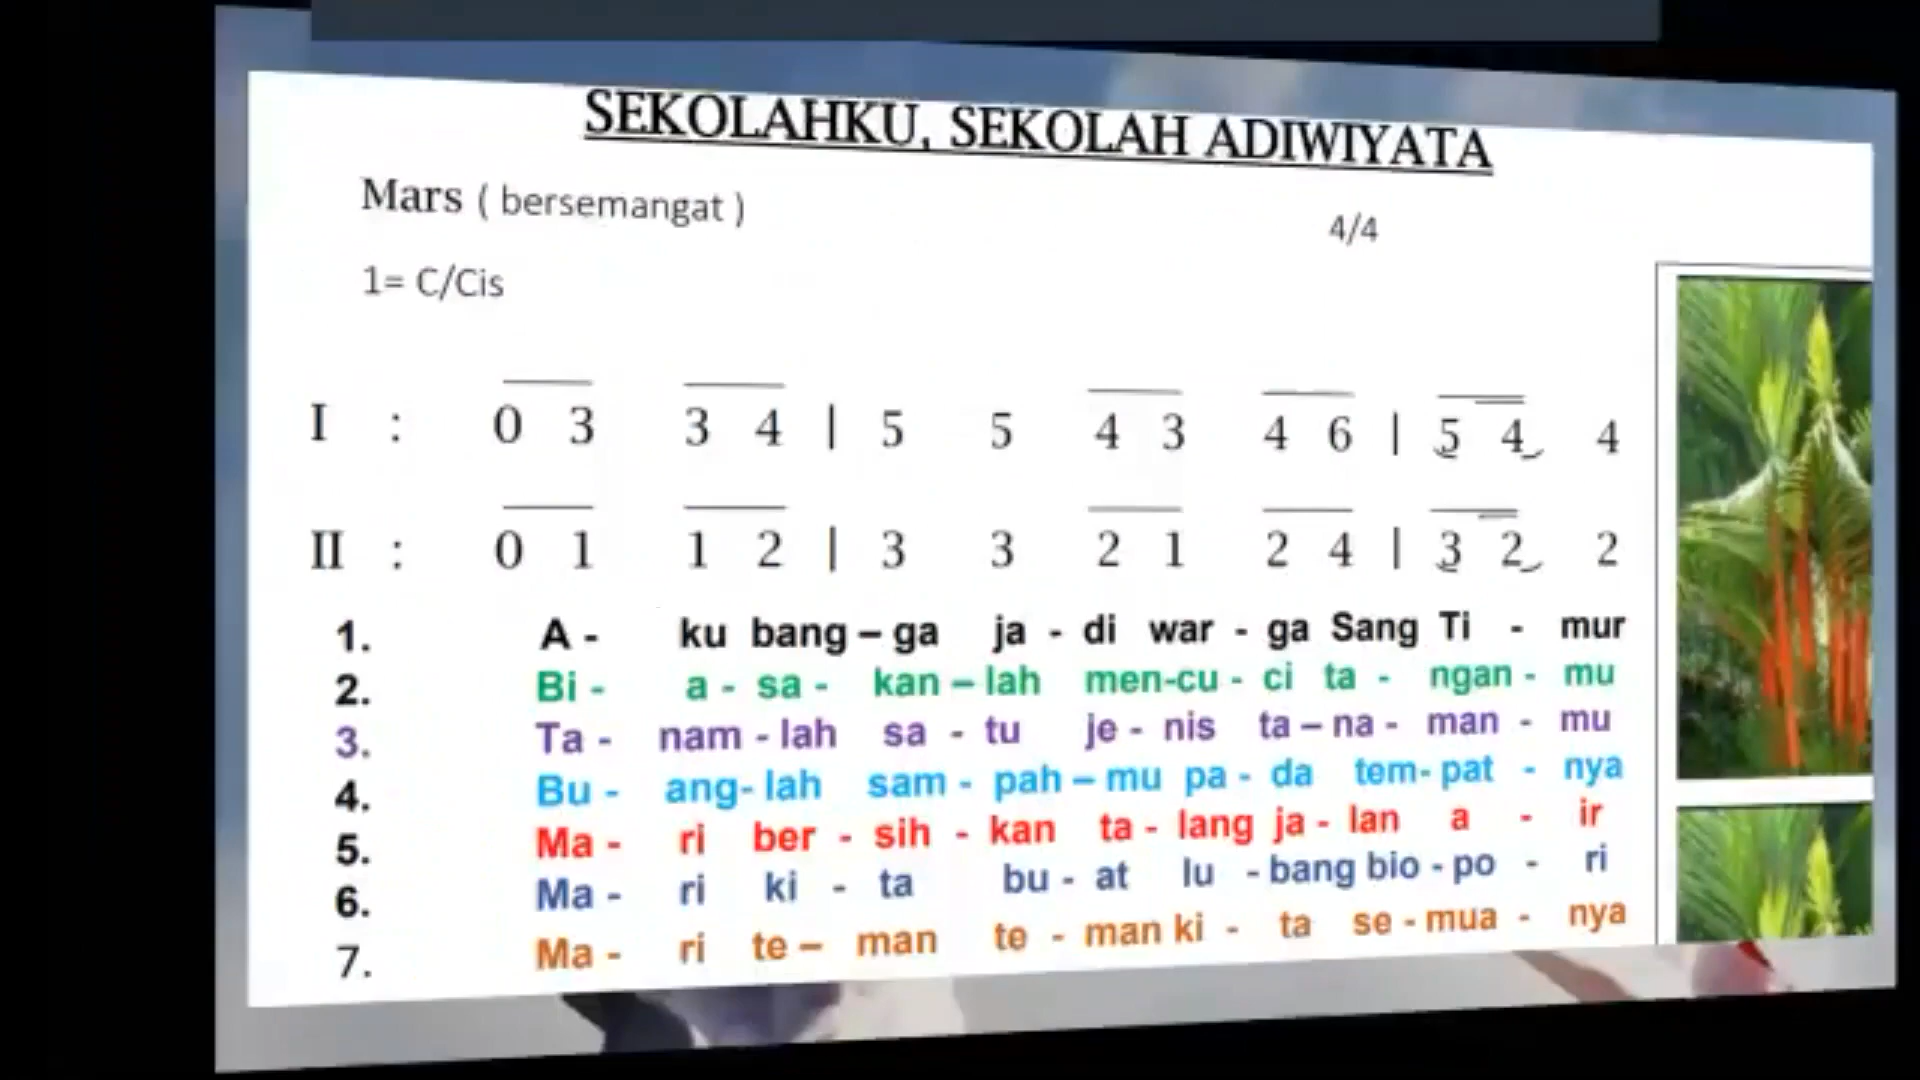 SEKOLAHKU, SEKOLAH ADIWIYATA
Mars ( bersemangat )
4/4
1= C/Cis
I : 0 3 3 4 | 5 5 4 3 4 6 | 5 4 4
II : 0 1 1 2 | 3 3 2 1 2 4 | 3 2 2
1. A - ku bang – ga ja - di war - ga Sang Ti - mur
2. Bi - a - sa - kan – lah men-cu - ci ta - ngan - mu
3. Ta - nam - lah sa - tu je - nis ta – na - man - mu
4. Bu - ang- lah sam - pah – mu pa - da tem- pat - nya
5. Ma - ri ber - sih - kan ta - lang ja - lan a - ir
6. Ma - ri ki - ta bu - at lu - bang bio - po - ri
7. Ma - ri te – man te - man ki - ta se - mua - nya